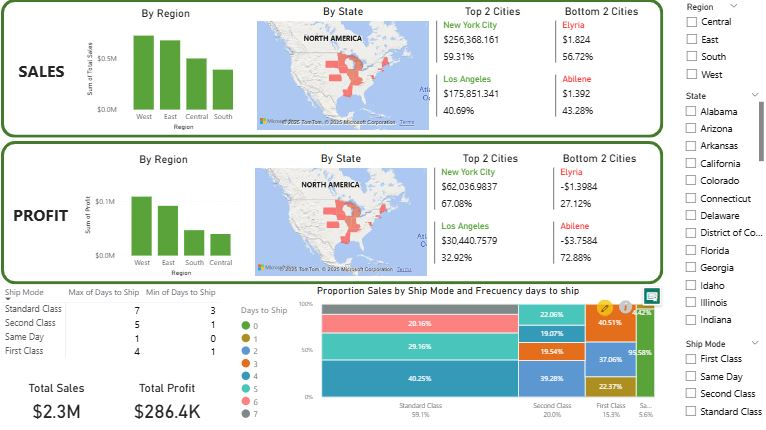 SALES
By Region
$0.5M
$0.0M
Sum of Total Sales
West East Central South
Region
By State
NORTH AMERICA
© 2025 TomTom, © 2025 Microsoft Corporation Terms
Top 2 Cities
New York City
$256,368.161
59.31%
Los Angeles
$175,851.341
40.69%
Bottom 2 Cities
Elyria
$1.824
56.72%
Abilene
$1.392
43.28%
PROFIT
By Region
$0.1M
$0.0M
Sum of Profit
West East South Central
Region
By State
NORTH AMERICA
© 2025 TomTom, © 2025 Microsoft Corporation Terms
Top 2 Cities
New York City
$62,036.9837
67.08%
Los Angeles
$30,440.7579
32.92%
Bottom 2 Cities
Elyria
-$1.3984
27.12%
Abilene
-$3.7584
72.88%
Ship Mode Max of Days to Ship Min of Days to Ship
Standard Class 7 3
Second Class 5 1
Same Day 1 0
First Class 4 1
Total Sales
$2.3M
Total Profit
$286.4K
Proportion Sales by Ship Mode and Frecuency days to ship
Days to Ship
0
1
2
3
4
5
6
7
100%
50%
0%
20.16%
29.16%
40.25%
22.06%
19.07%
19.54%
39.28%
40.51%
37.06%
22.37%
4.42%
95.58%
Standard Class
59.1%
Second Class
20.0%
First Class
15.3%
Sa...
5.6%
Region
Central
East
South
West
State
Alabama
Arizona
Arkansas
California
Colorado
Connecticut
Delaware
District of Co...
Florida
Georgia
Idaho
Illinois
Indiana
Ship Mode
First Class
Same Day
Second Class
Standard Class